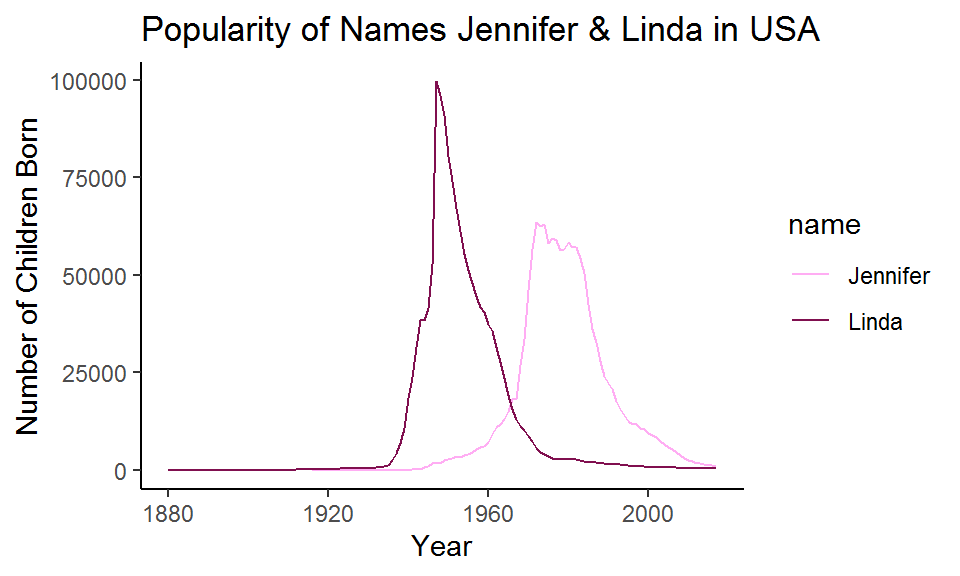 Popularity of Names Jennifer & Linda in USA
Number of Children Born
100000
75000
50000
25000
0
1880 1920 1960 2000
Year
name
Jennifer
Linda